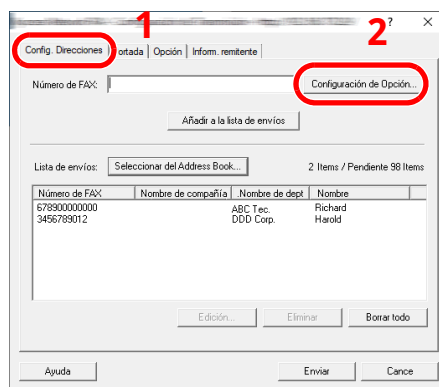 1
2
?
Config. Direcciones ortada Opción Inform. remitente
Número de FAX: Configuración de Opción...
Añadir a la lista de envíos
Lista de envíos: Seleccionar del Address Book... 2 Items / Pendiente 98 Items
Número de FAX Nombre de compañía .Nombre de dept Nombre
678900000000 ABC Tec. Richard
3456789012 DDD Corp. Harold
Edición... Eliminar Borrar todo
Ayuda Enviar Cance